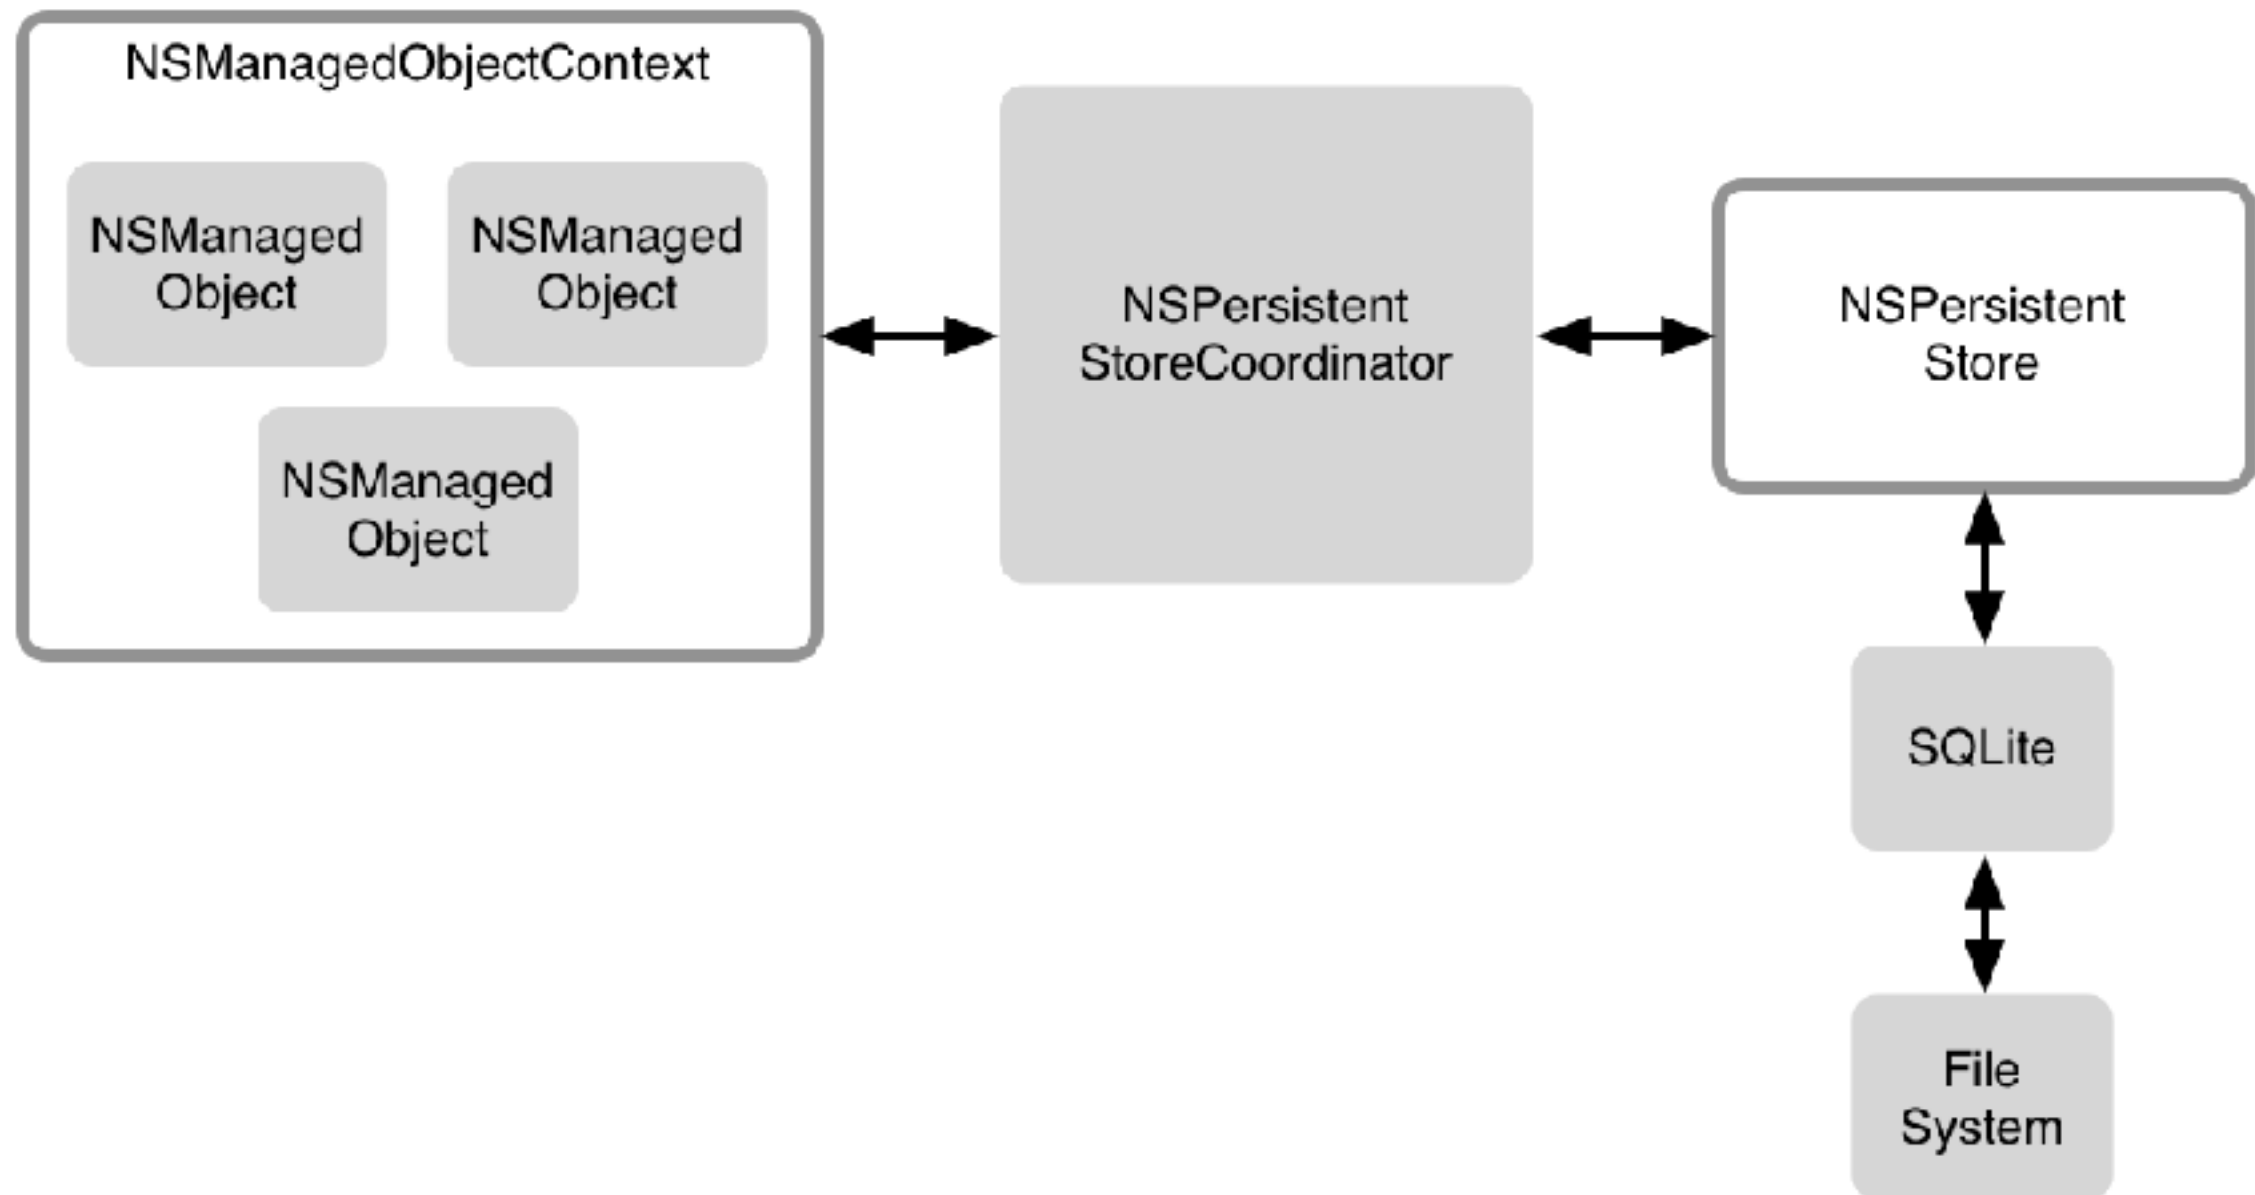 NSManagedObjectContext
NSManaged
Object
NSManaged
Object
NSManaged
Object
NSPersistent
StoreCoordinator
NSPersistent
Store
SQLite
File
System